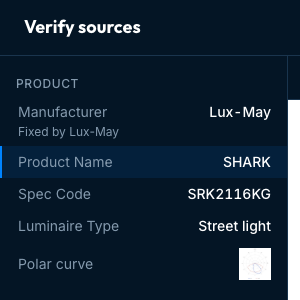 Verify sources
PRODUCT
Manufacturer Lux-May
Fixed by Lux-May
Product Name SHARK
Spec Code SRK2116KG
Luminaire Type Street light
Polar curve